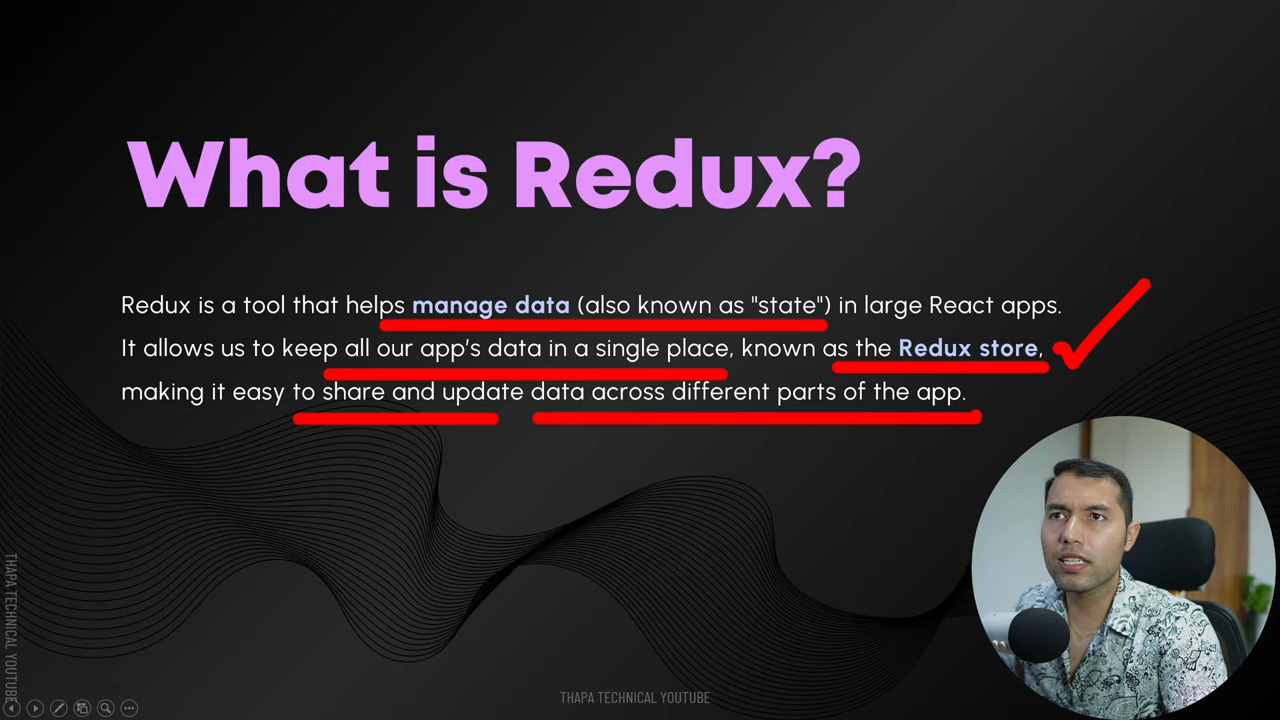 What is Redux?
Redux is a tool that helps manage data (also known as "state") in large React apps.
It allows us to keep all our app’s data in a single place, known as the Redux store,
making it easy to share and update data across different parts of the app.
THAPA TECHNICAL YOUTUBE
THAPA TECHNICAL YOUTUBE